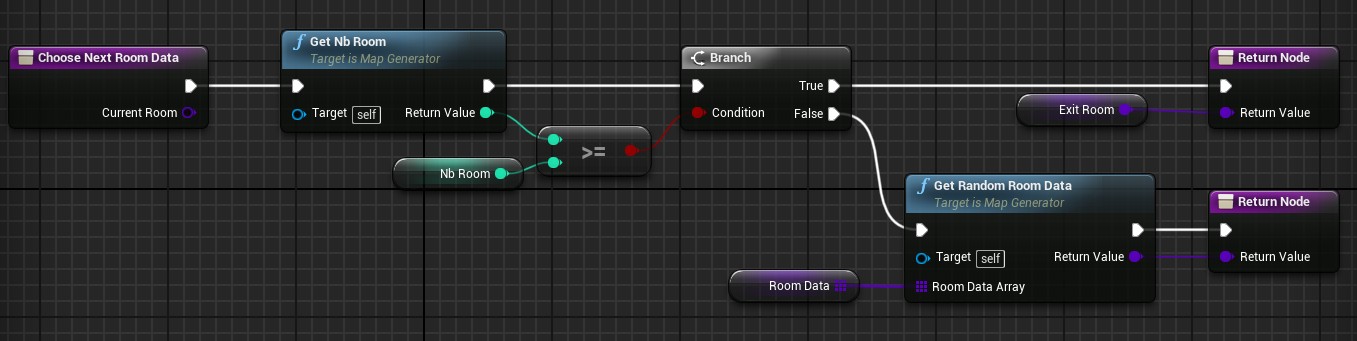 Choose Next Room Data
Current Room
Get Nb Room
Target is Map Generator
Target self
Return Value
Nb Room
>=
Branch
True
Condition
False
Exit Room
Return Node
Return Value
Get Random Room Data
Target is Map Generator
Target self
Return Value
Room Data Array
Room Data
Return Node
Return Value